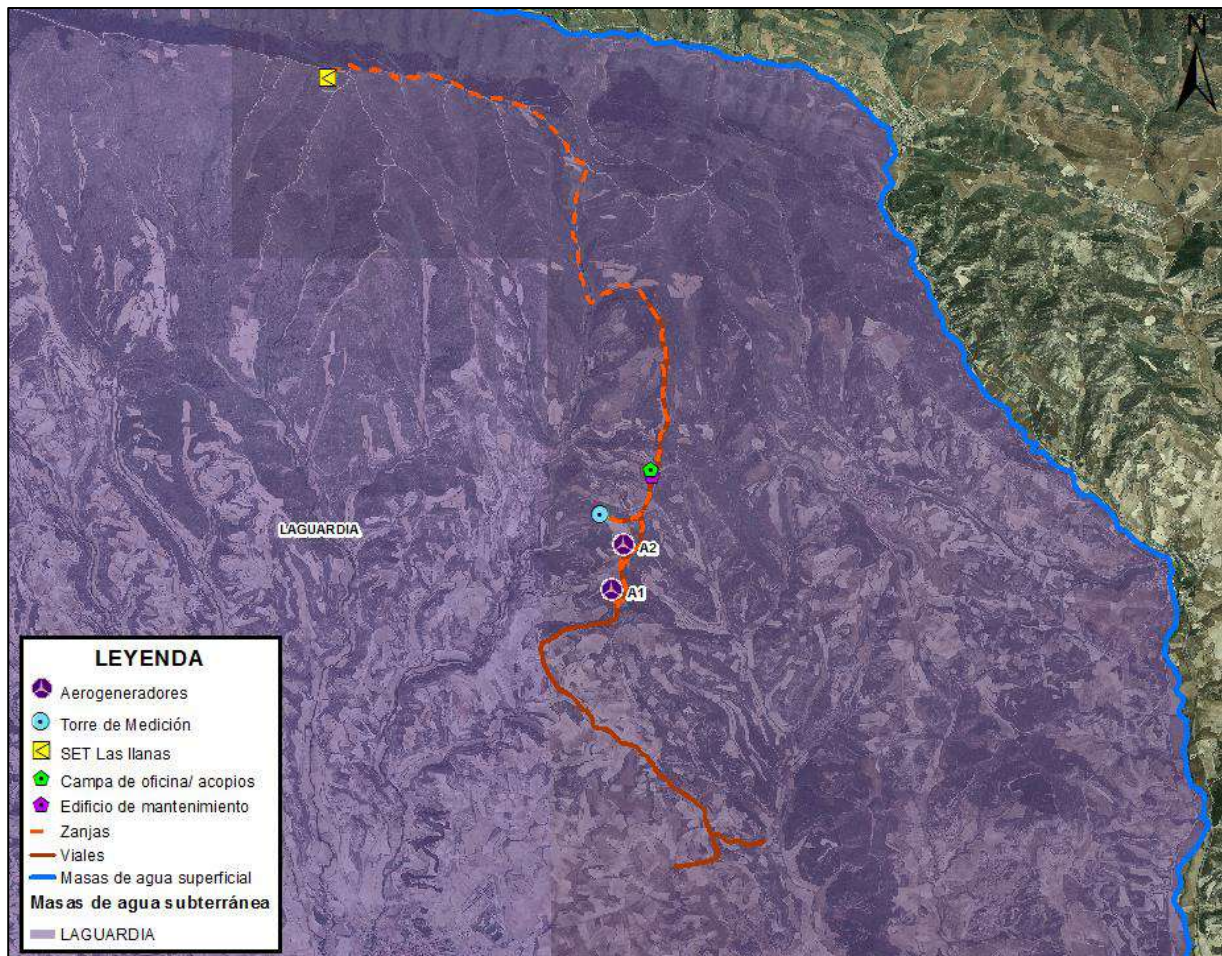 N
LAGUARDIA
A2
A1
LEYENDA
Aerogeneradores
Torre de Medición
SET Las llanas
Campa de oficina/ acopios
Edificio de mantenimiento
Zanjas
Viales
Masas de agua superficial
Masas de agua subterránea
LAGUARDIA